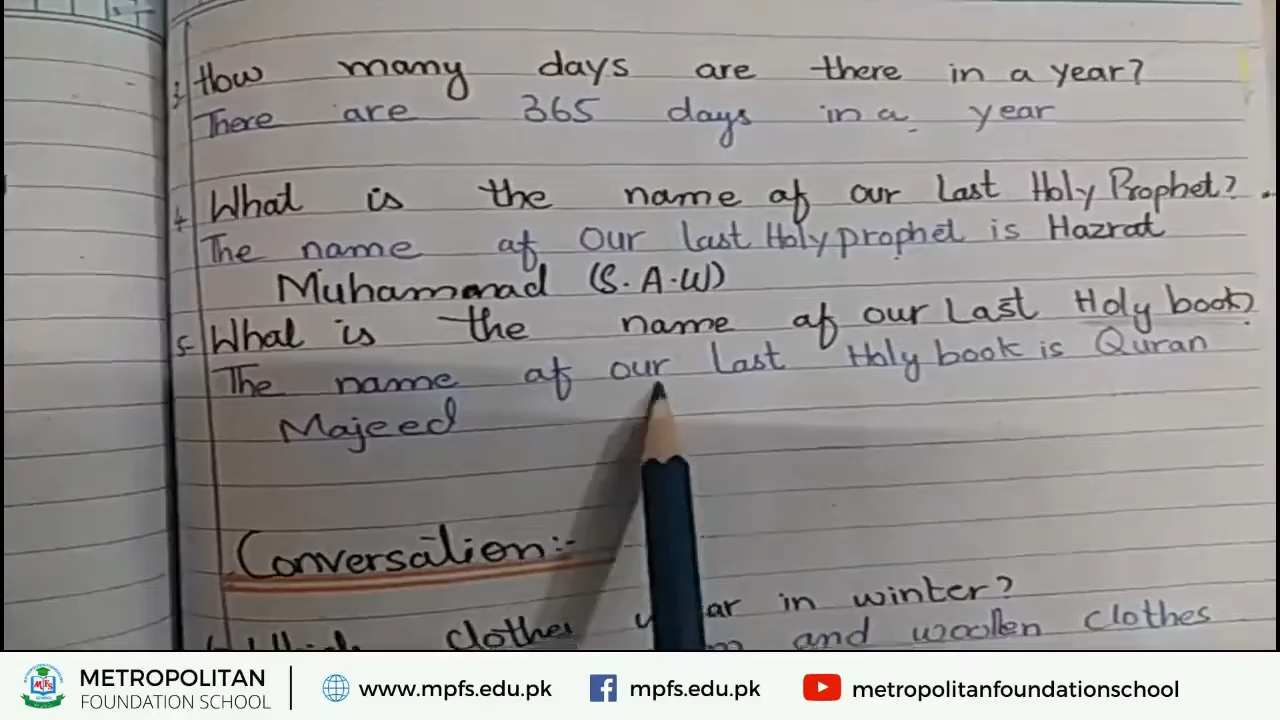 3. How many days are there in a year?
There are 365 days in a year
4. What is the name of our last Holy Prophet?
The name of our last Holy prophet is Hazrat
Muhammad (S.A.W)
5- What is the name of our Last Holy book?
The name of our last Holy book is Quran
Majeed
Conversation:-
clothes in winter?
and woolen clothes
METROPOLITAN
FOUNDATION SCHOOL
www.mpfs.edu.pk
mpfs.edu.pk
metropolitanfoundationschool